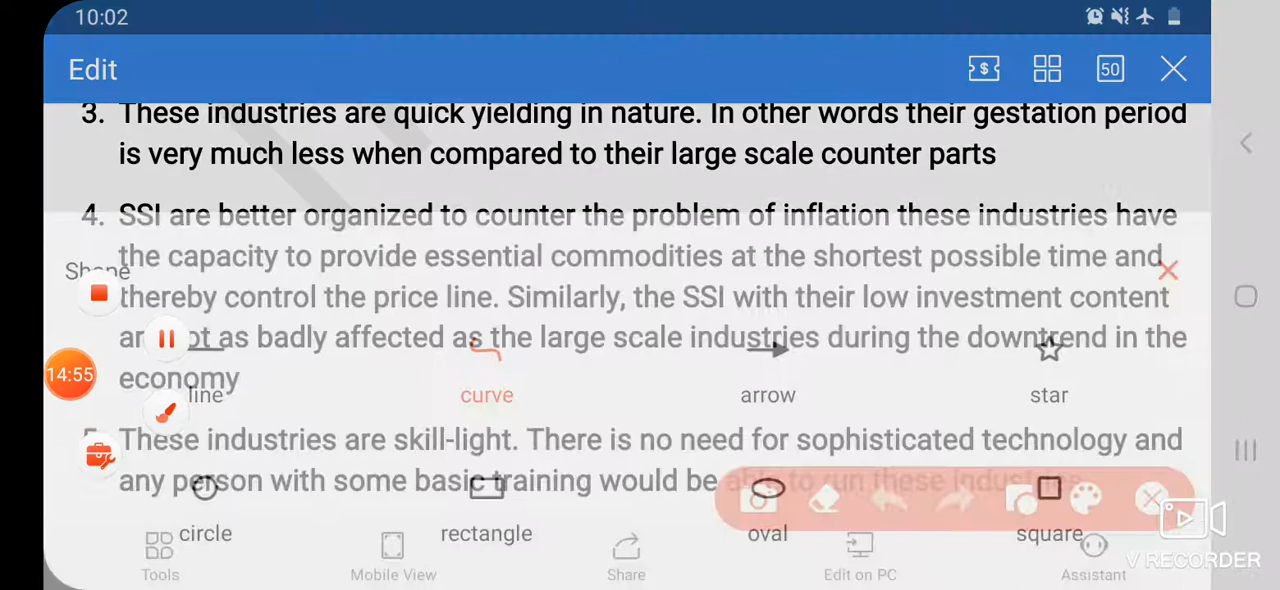 10:02
Edit
50
3. These industries are quick yielding in nature. In other words their gestation period
is very much less when compared to their large scale counter parts
4. SSI are better organized to counter the problem of inflation these industries have
the capacity to provide essential commodities at the shortest possible time and
Shape
thereby control the price line. Similarly, the SSI with their low investment content
as badly affected as the large scale industries during the downtrend in the
14:55
economy
line
curve
arrow
star
These industries are skill-light. There is no need for sophisticated technology and
any person with some basic training would be able to run these industries
circle
rectangle
oval
square
V RECORDER
Tools
Mobile View
Share
Edit on PC
Assistant